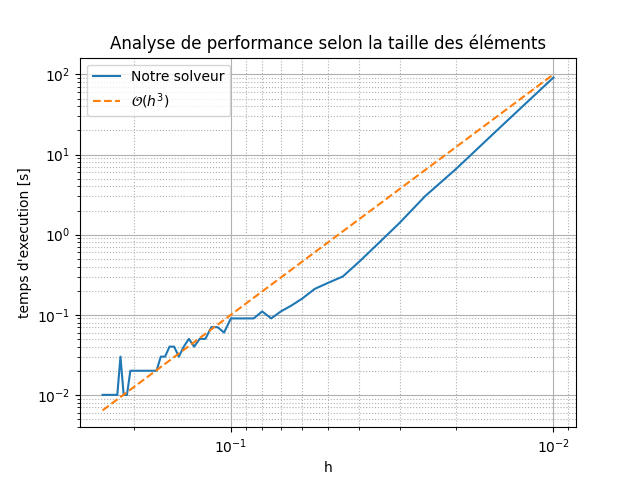 Analyse de performance selon la taille des éléments
Notre solveur
𝒪(h³)
temps d'execution [s]
10²
10¹
10⁰
10⁻¹
10⁻²
10⁻¹
10⁻²
h